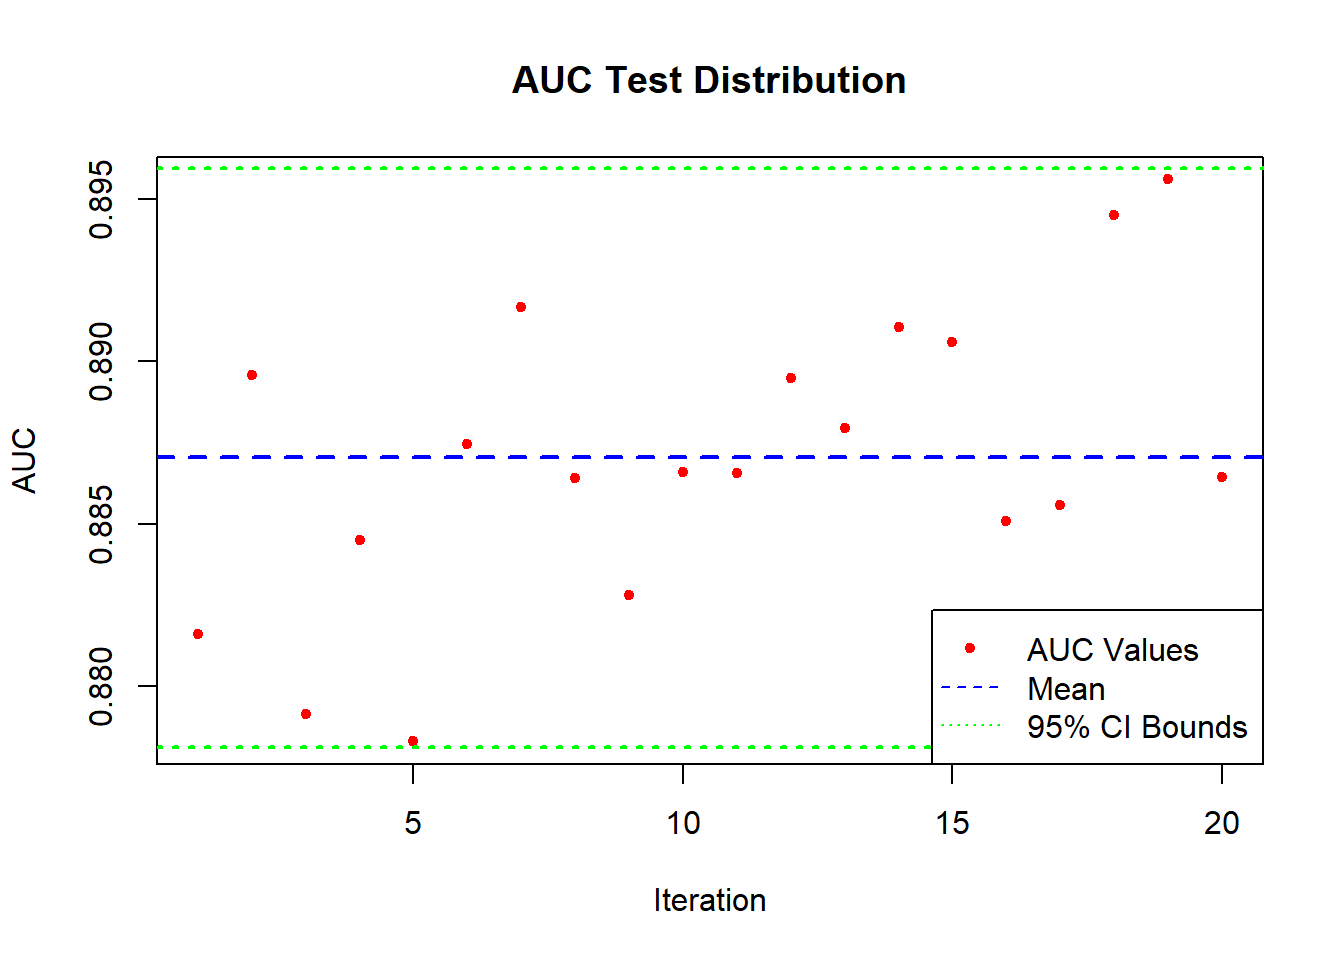 AUC Test Distribution
0.895
0.890
0.885
0.880
AUC
AUC Values
Mean
95% CI Bounds
5
10
15
20
Iteration